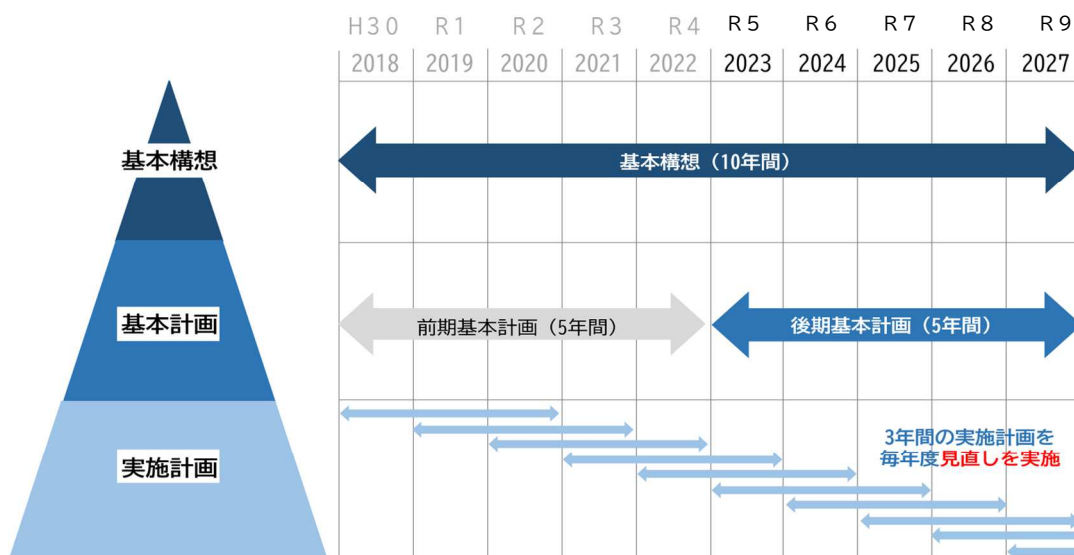 H30 R1 R2 R3 R4 R5 R6 R7 R8 R9
2018 2019 2020 2021 2022 2023 2024 2025 2026 2027
基本構想
基本構想（10年間）
基本計画
前期基本計画（5年間）
後期基本計画（5年間）
実施計画
3年間の実施計画を
毎年度見直しを実施